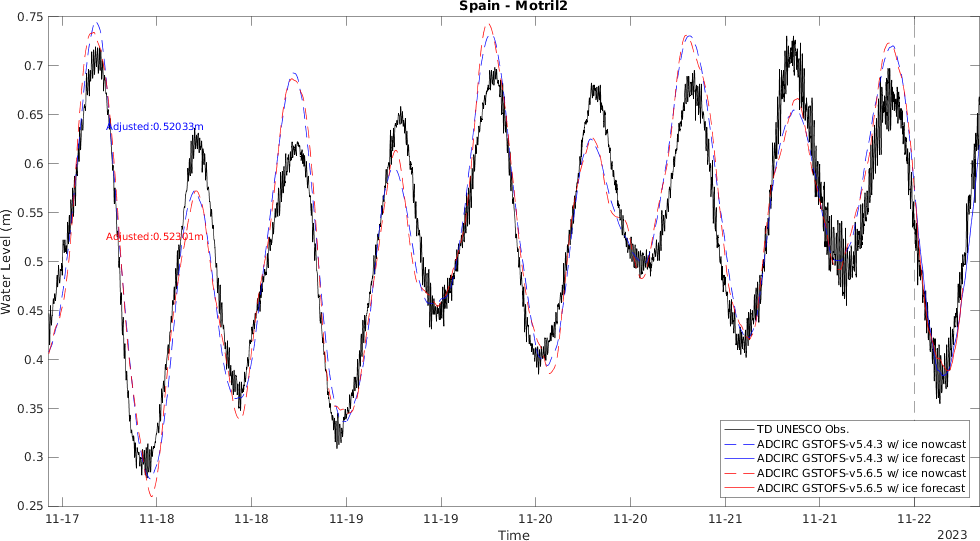 Spain - Motril2
0.75
0.7
0.65
0.6
0.55
0.5
0.45
0.4
0.35
0.3
0.25
Water Level (m)
Adjusted:0.52033m
Adjusted:0.52301m
TD UNESCO Obs.
ADCIRC GSTOFS-v5.4.3 w/ ice nowcast
ADCIRC GSTOFS-v5.4.3 w/ ice forecast
ADCIRC GSTOFS-v5.6.5 w/ ice nowcast
ADCIRC GSTOFS-v5.6.5 w/ ice forecast
11-17 11-18 11-18 11-19 11-19 11-20 11-20 11-21 11-21 11-22
Time
2023